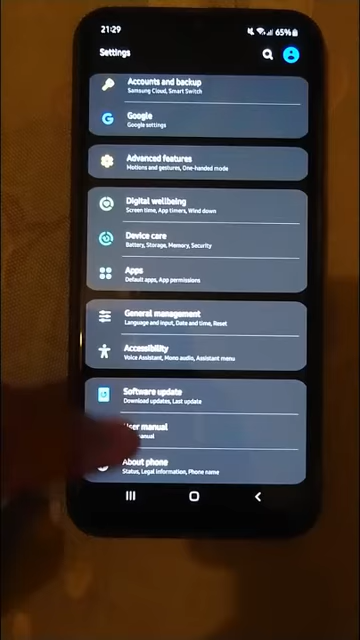 21:29
65%
Settings
Accounts and backup
Samsung Cloud, Smart Switch
Google
Google settings
Advanced features
Motions and gestures, One-handed mode
Digital wellbeing
Screen time, App timers, Wind down
Device care
Battery, Storage, Memory, Security
Apps
Default apps, App permissions
General management
Language and input, Date and time, Reset
Accessibility
Voice Assistant, Mono audio, Assistant menu
Software update
Download updates, Last update
User manual
manual
About phone
Status, Legal information, Phone name